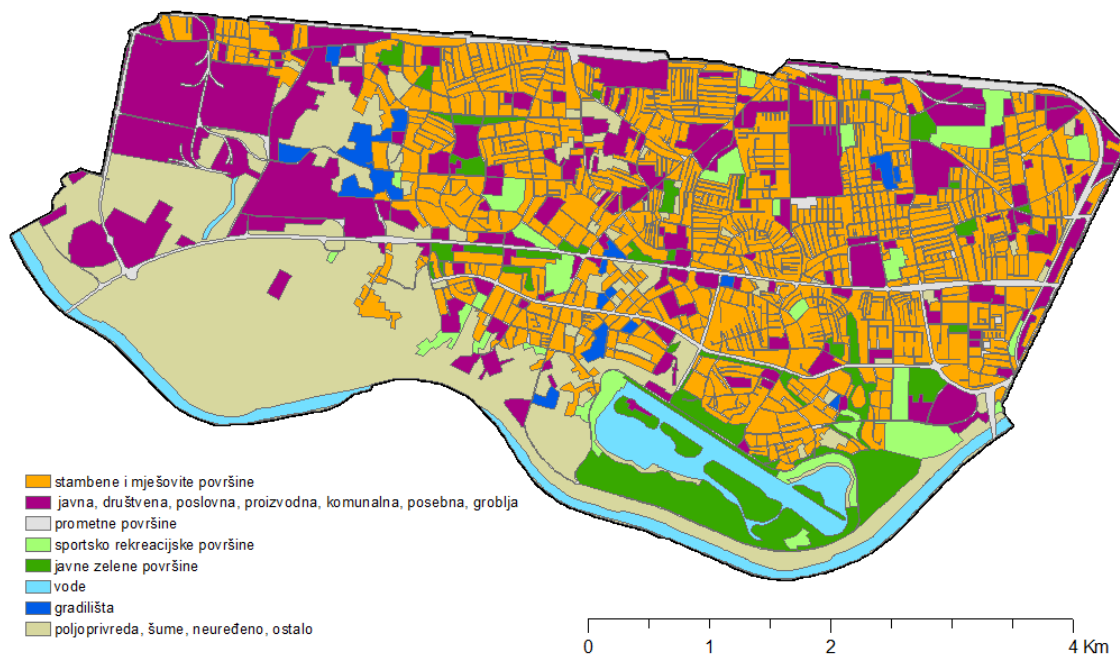 stambene i mješovite površine
javna, društvena, poslovna, proizvodna, komunalna, posebna, groblja
prometne površine
sportsko rekreacijske površine
javne zelene površine
vode
gradilišta
poljoprivreda, šume, neuređeno, ostalo
0 1 2 4 Km